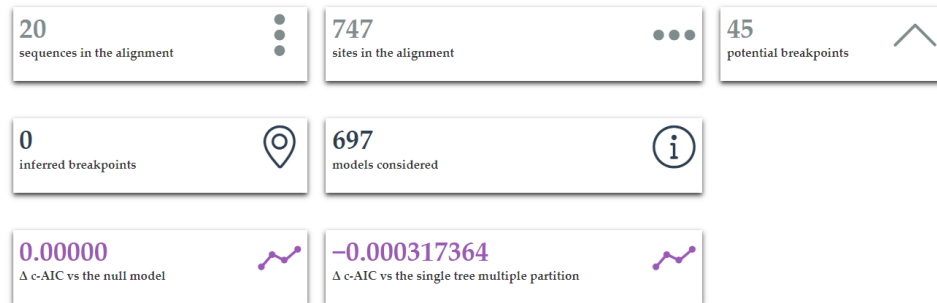 20
sequences in the alignment
747
sites in the alignment
45
potential breakpoints
0
inferred breakpoints
697
models considered
0.00000
Δ c-AIC vs the null model
−0.000317364
Δ c-AIC vs the single tree multiple partition